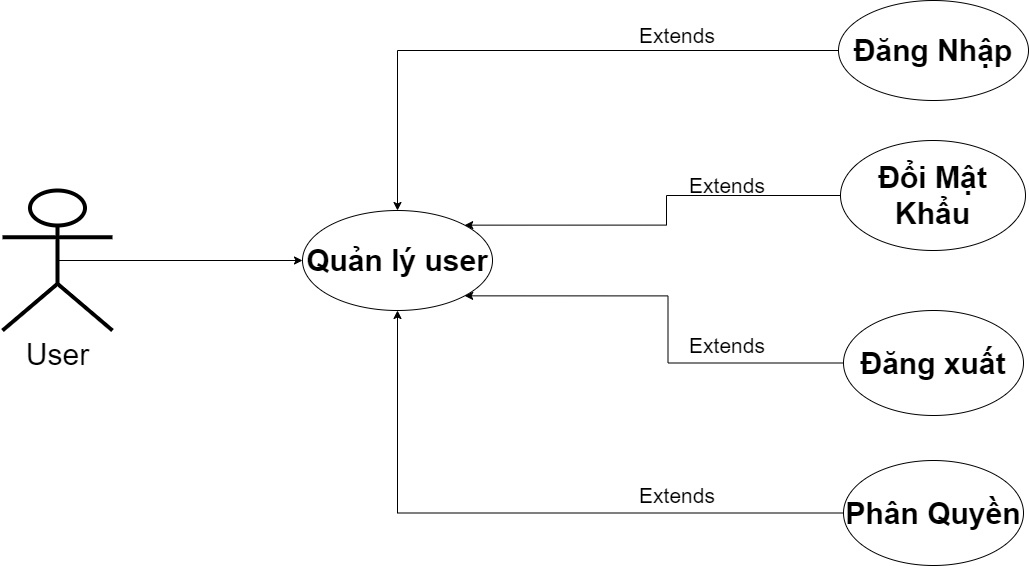 Extends
Đăng Nhập
Extends
Đổi Mật
Khẩu
Quản lý user
User
Extends
Đăng xuất
Extends
Phân Quyền